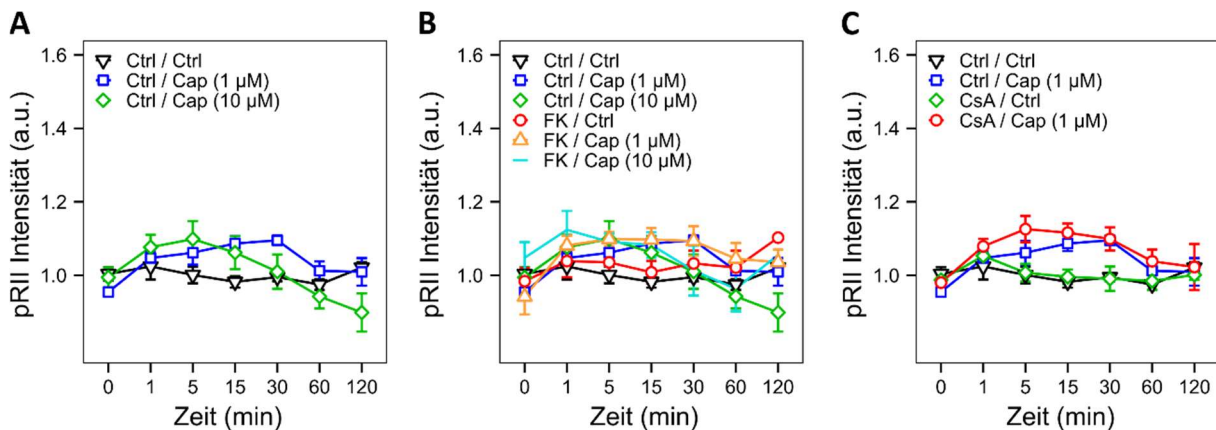 A
pRII Intensität (a.u.)
1.6
1.4
1.2
1.0
Ctrl / Ctrl
Ctrl / Cap (1 µM)
Ctrl / Cap (10 µM)
0 1 5 15 30 60 120
Zeit (min)
B
pRII Intensität (a.u.)
1.6
1.4
1.2
1.0
Ctrl / Ctrl
Ctrl / Cap (1 µM)
Ctrl / Cap (10 µM)
FK / Ctrl
FK / Cap (1 µM)
FK / Cap (10 µM)
0 1 5 15 30 60 120
Zeit (min)
C
pRII Intensität (a.u.)
1.6
1.4
1.2
1.0
Ctrl / Ctrl
Ctrl / Cap (1 µM)
CsA / Ctrl
CsA / Cap (1 µM)
0 1 5 15 30 60 120
Zeit (min)